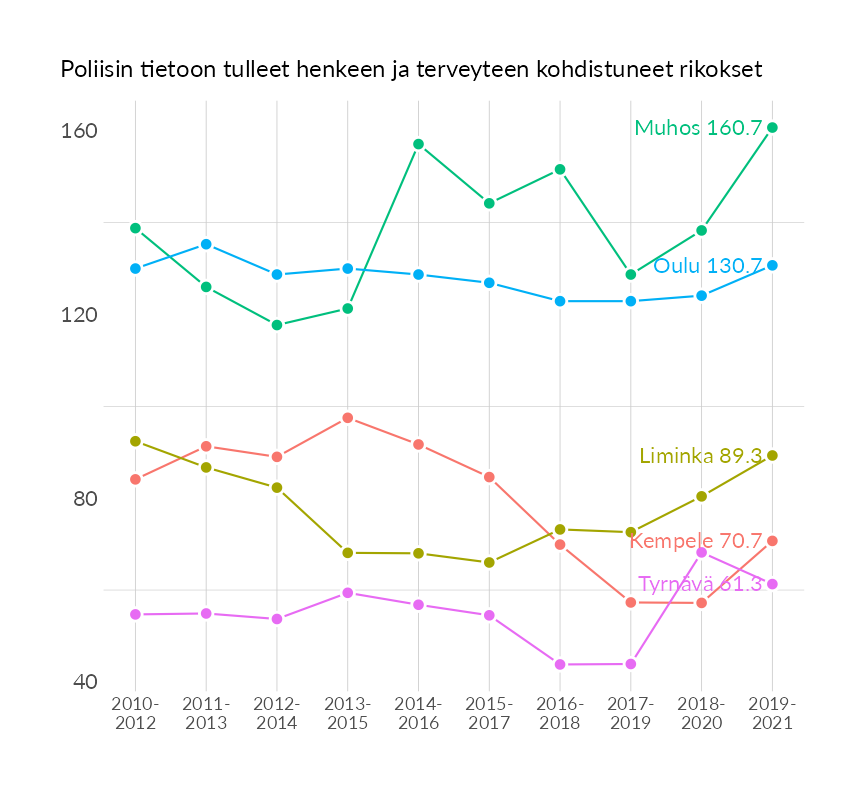 Poliisin tietoon tulleet henkeen ja terveyteen kohdistuneet rikokset
160
120
80
40
Muhos 160.7
Oulu 130.7
Liminka 89.3
Kempele 70.7
Tyrnävä 61.3
2010- 2011- 2012- 2013- 2014- 2015- 2016- 2017- 2018- 2019-
2012 2013 2014 2015 2016 2017 2018 2019 2020 2021